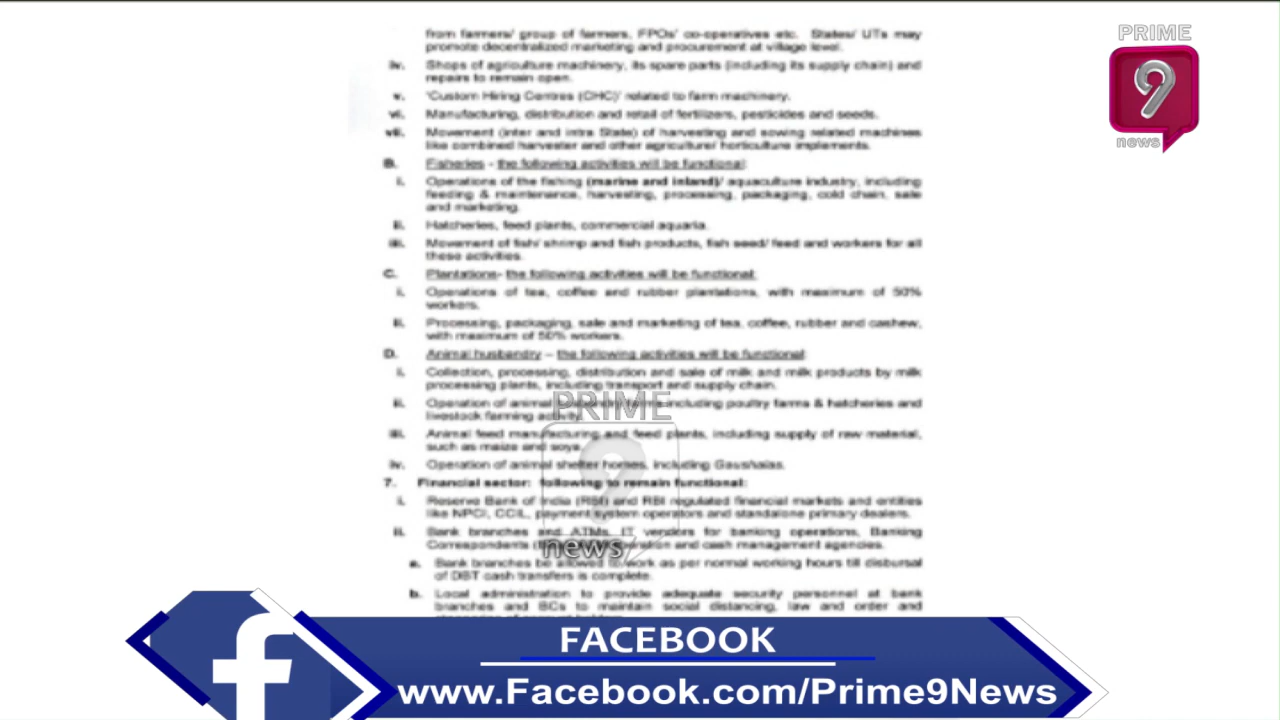 from farmers/ group of farmers, FPOs' co-operatives etc. States/ UTs may
promote decentralized marketing and procurement at village level.
iv. Shops of agriculture machinery, its spare parts (including its supply chain) and
repairs to remain open.
v. 'Custom Hiring Centres (CHC)' related to farm machinery.
vi. Manufacturing, distribution and retail of fertilizers, pesticides and seeds.
vii. Movement (inter and intra State) of harvesting and sowing related machines
like combined harvester and other agriculture/ horticulture implements.
B. Fisheries - the following activities will be functional:
i. Operations of the fishing (marine and inland)/ aquaculture industry, including
feeding & maintenance, harvesting, processing, packaging, cold chain, sale
and marketing.
ii. Hatcheries, feed plants, commercial aquaria.
iii. Movement of fish/ shrimp and fish products, fish seed/ feed and workers for all
these activities.
C. Plantations- the following activities will be functional:
i. Operations of tea, coffee and rubber plantations, with maximum of 50%
workers.
ii. Processing, packaging, sale and marketing of tea, coffee, rubber and cashew,
with maximum of 50% workers.
D. Animal husbandry – the following activities will be functional:
i. Collection, processing, distribution and sale of milk and milk products by milk
processing plants, including transport and supply chain.
ii. Operation of animal farms including poultry farms & hatcheries and
livestock farming activity.
iii. Animal feed manufacturing and feed plants, including supply of raw material,
such as maize and soya.
iv. Operation of animal shelter homes, including Gaushalas.
7. Financial sector: following to remain functional:
i. Reserve Bank of India (RBI) and RBI regulated financial markets and entities
like NPCI, CCIL, payment system operators and standalone primary dealers.
ii. Bank branches and ATMs, IT vendors for banking operations, Banking
Correspondents and cash management agencies.
a. Bank branches be allowed to work as per normal working hours till disbursal
of DBT cash transfers is complete.
b. Local administration to provide adequate security personnel at bank
branches and BCs to maintain social distancing, law and order and
PRIME
9
news
PRIME
9
news
FACEBOOK
www.Facebook.com/Prime9News